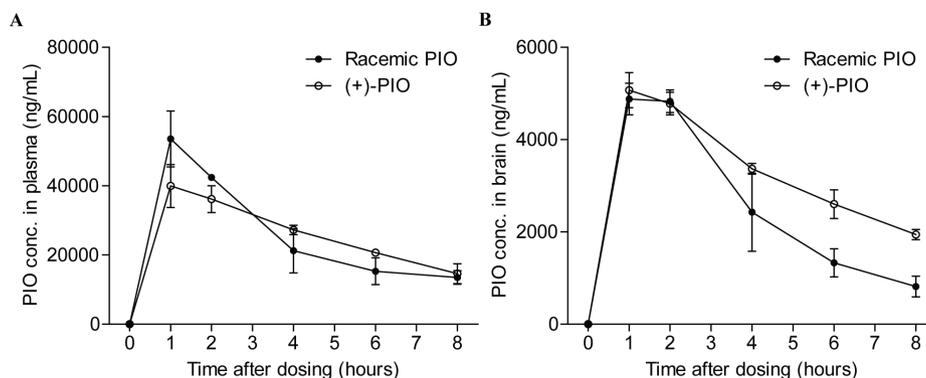 A
PIO conc. in plasma (ng/mL)
80000
60000
40000
20000
0
Racemic PIO
(+)-PIO
0 1 2 3 4 5 6 7 8
Time after dosing (hours)
B
PIO conc. in brain (ng/mL)
6000
4000
2000
0
Racemic PIO
(+)-PIO
0 1 2 3 4 5 6 7 8
Time after dosing (hours)